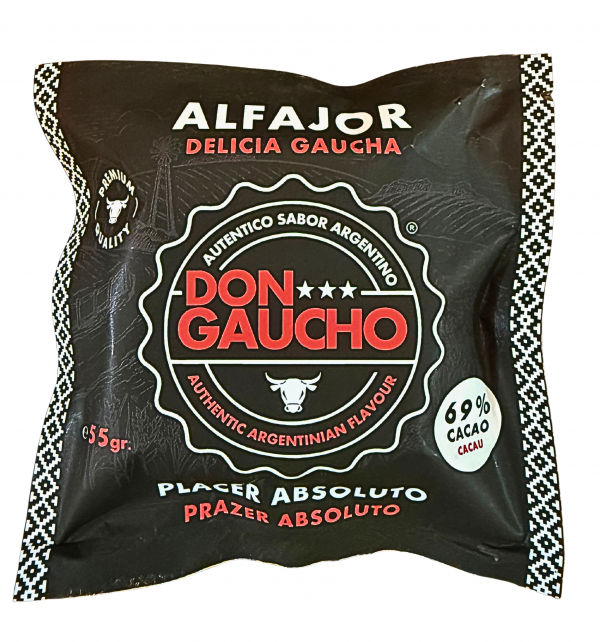 ALFAJOR
DELICIA GAUCHA
PREMIUM
QUALITY
AUTENTICO SABOR ARGENTINO
®
DON
GAUCHO
AUTHENTIC ARGENTINIAN FLAVOUR
69%
CACAO
CACAU
℮55gr.
PLACER ABSOLUTO
PRAZER ABSOLUTO